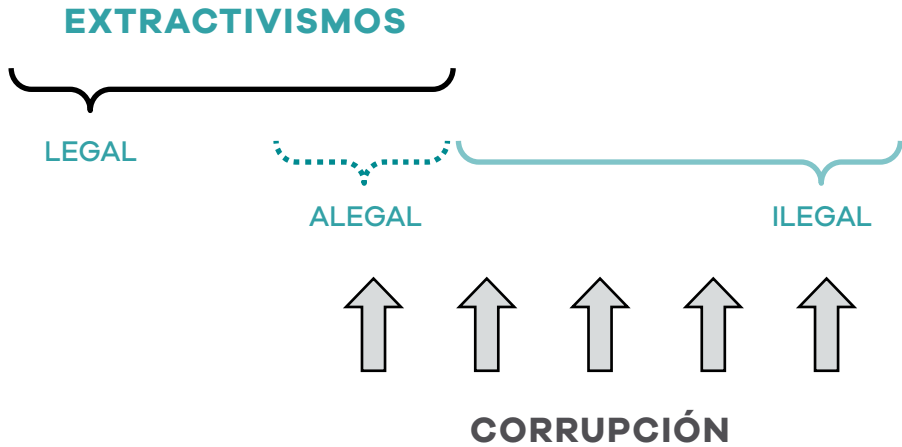 EXTRACTIVISMOS
LEGAL
ALEGAL
ILEGAL
CORRUPCIÓN